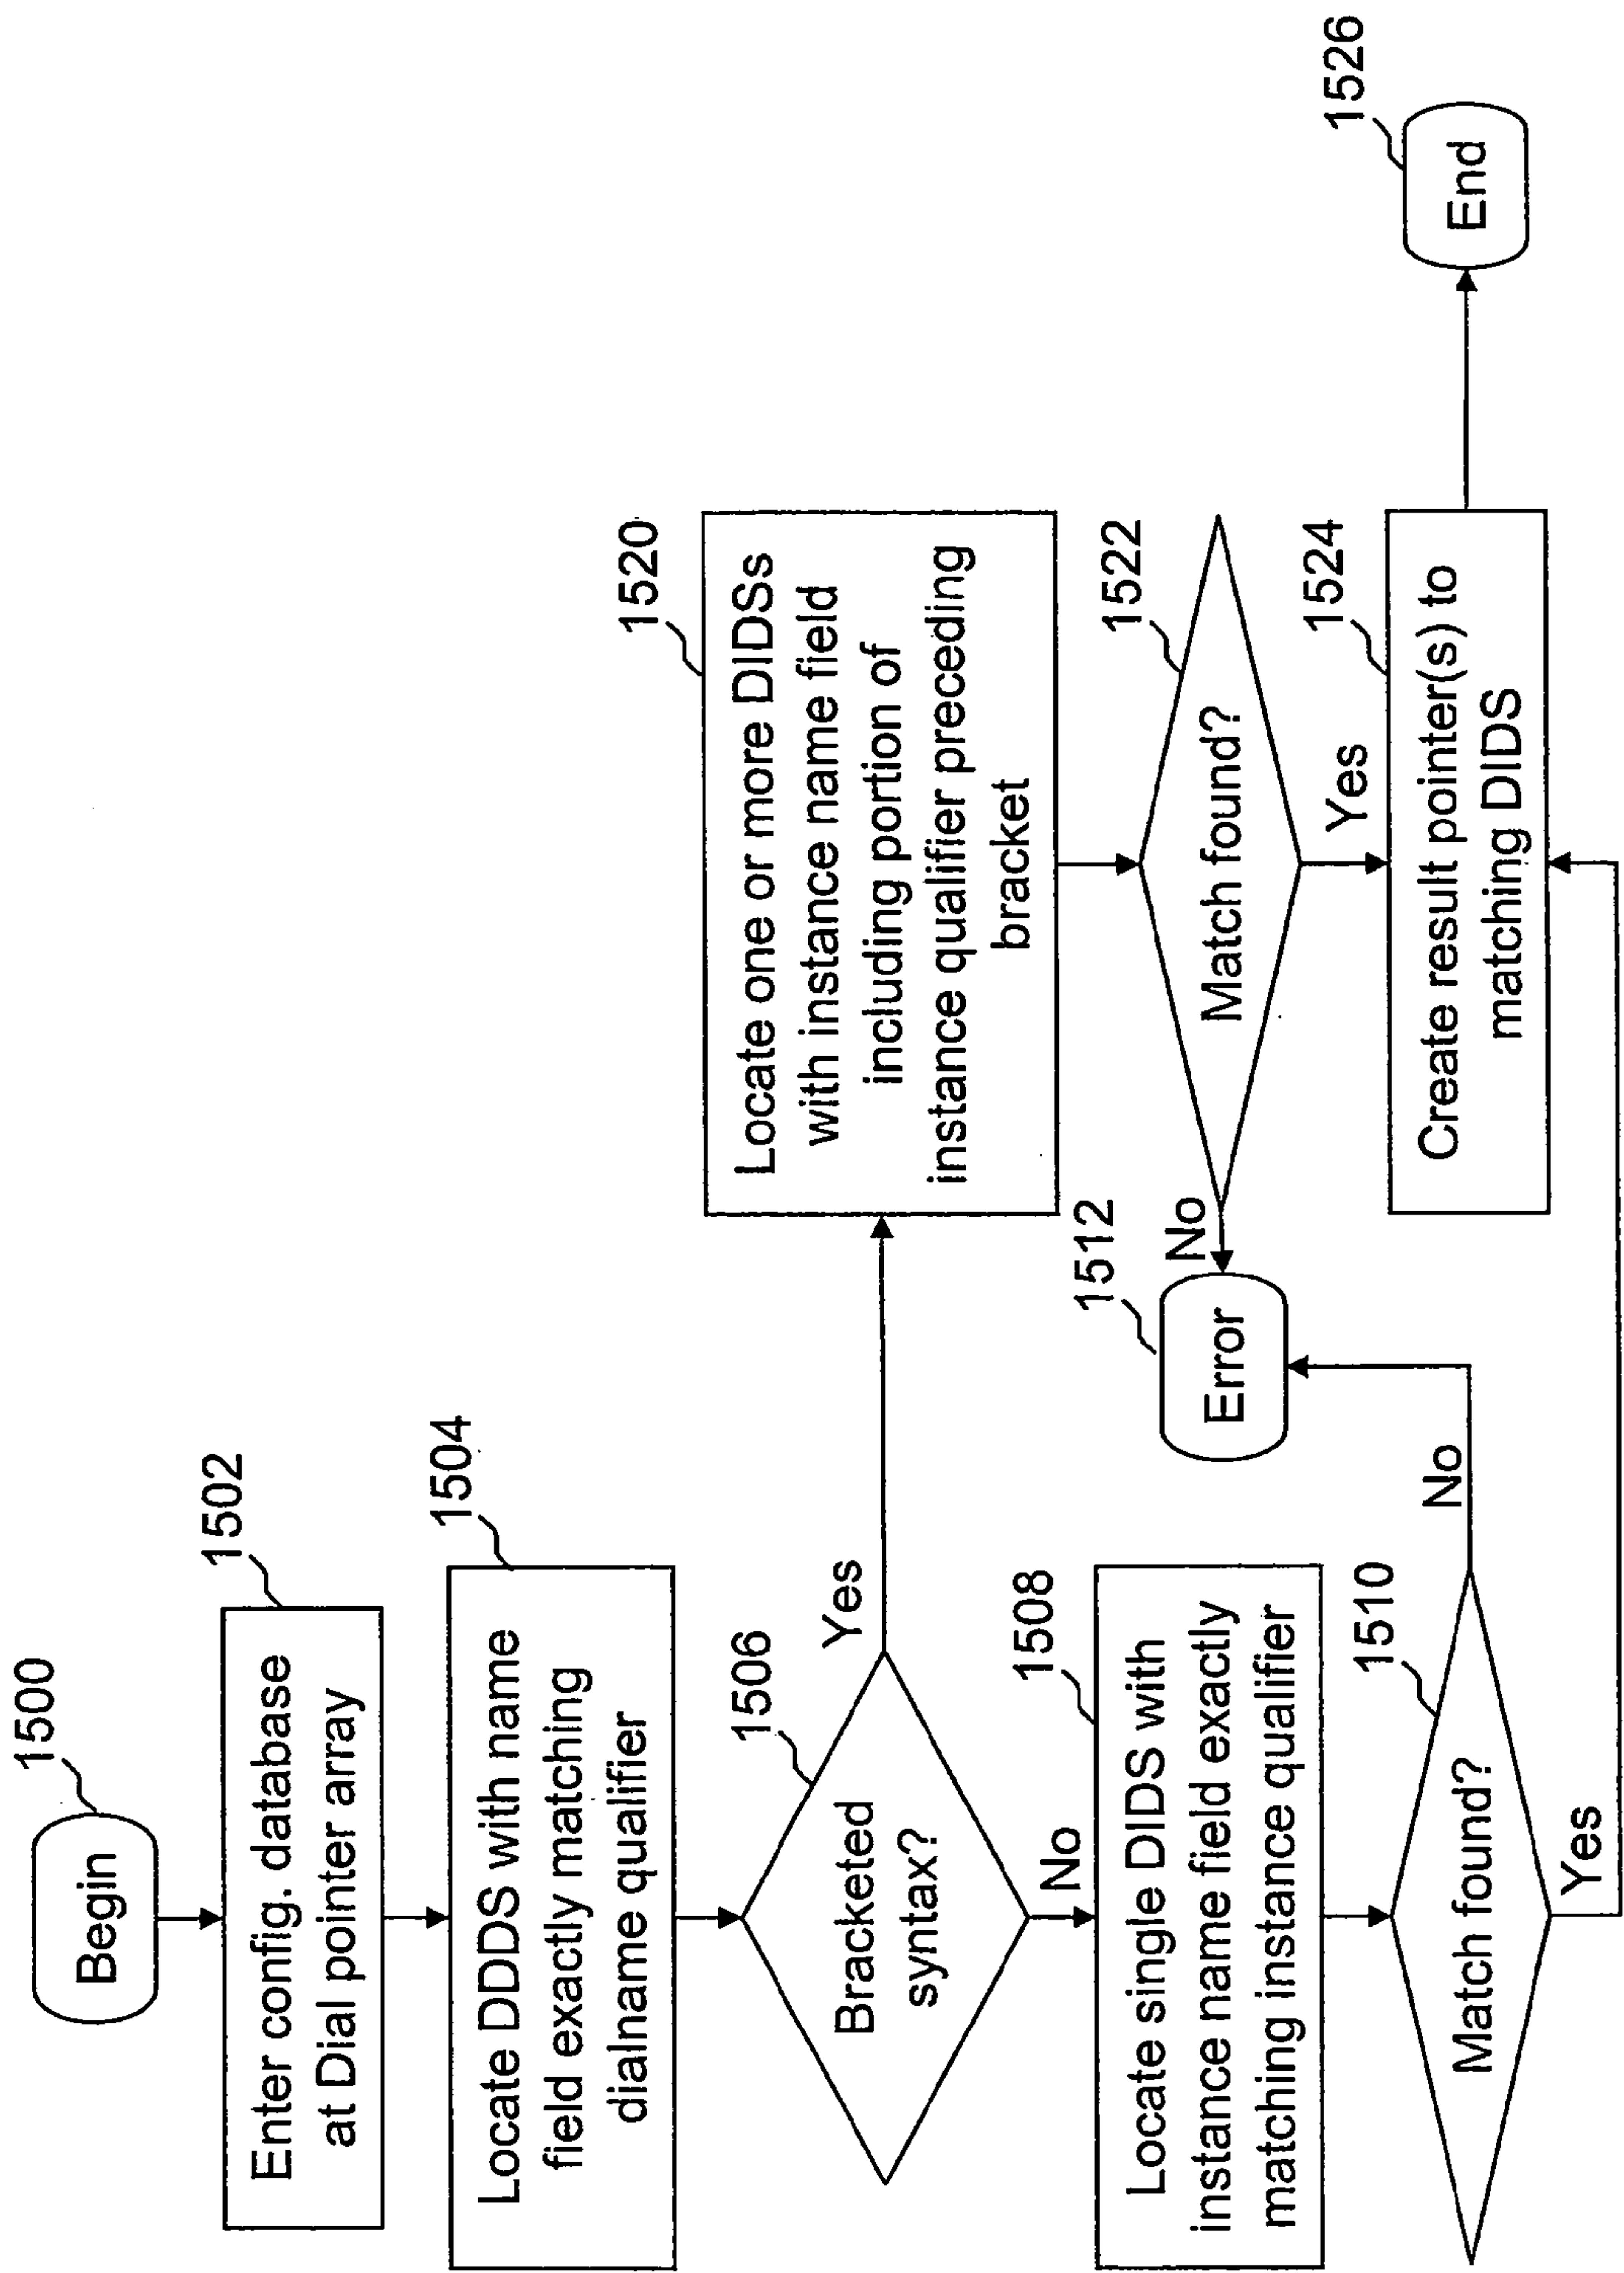 1500
Begin
1502
Enter config. database
at Dial pointer array
1504
Locate DDDS with name
field exactly matching
dialname qualifier
1506
Bracketed
syntax?
Yes
No
1508
Locate single DIDS with
instance name field exactly
matching instance qualifier
1510
Match found?
No
Yes
1512
Error
1520
Locate one or more DIDSs
with instance name field
including portion of
instance qualifier preceding
bracket
1522
Match found?
No
Yes
1524
Create result pointer(s) to
matching DIDS
1526
End